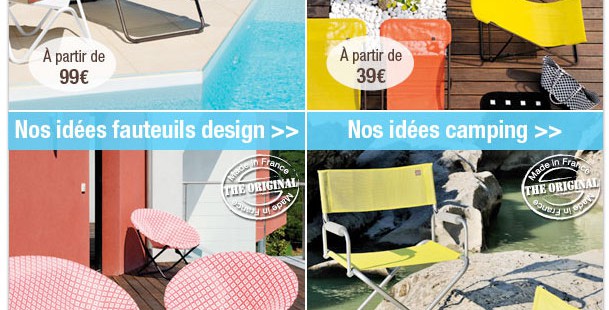 À partir de
99€
À partir de
39€
Nos idées fauteuils design >>
Nos idées camping >>
Made in France
THE ORIGINAL
Made in France
Made in France
THE ORIGINAL
Made in France